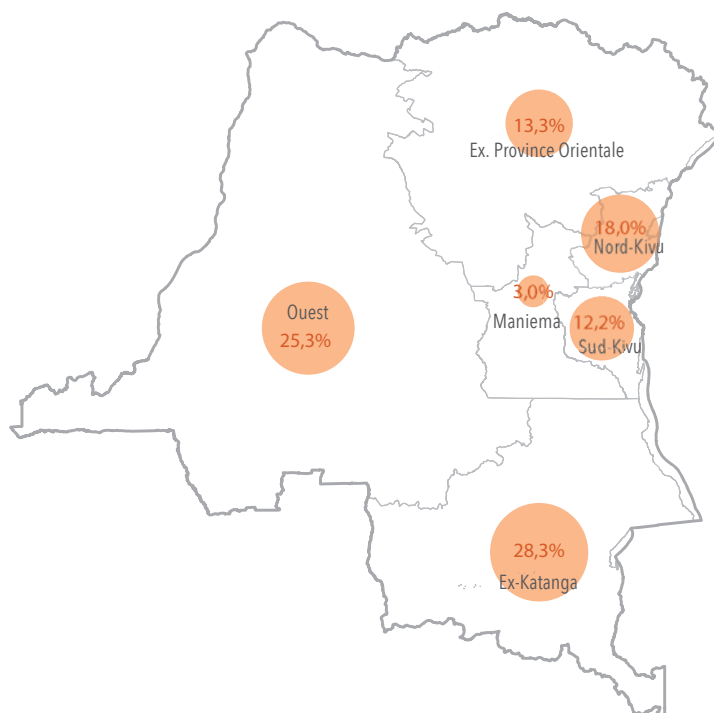 13,3%
Ex. Province Orientale
18,0%
Nord-Kivu
3,0%
Maniema
12,2%
Sud-Kivu
Ouest
25,3%
28,3%
Ex-Katanga